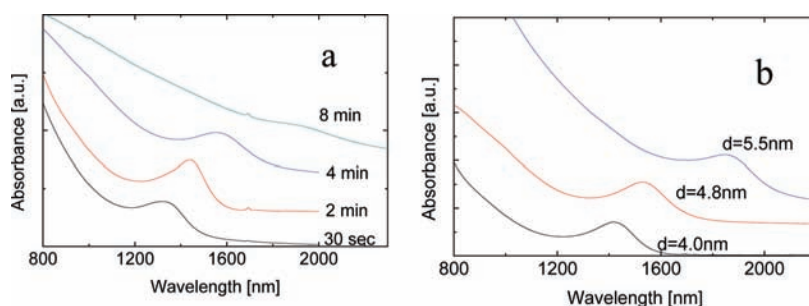 a
8 min
4 min
2 min
30 sec
Absorbance [a.u.]
800 1200 1600 2000
Wavelength [nm]
b
d=5.5nm
d=4.8nm
d=4.0nm
Absorbance [a.u.]
800 1200 1600 2000
Wavelength [nm]